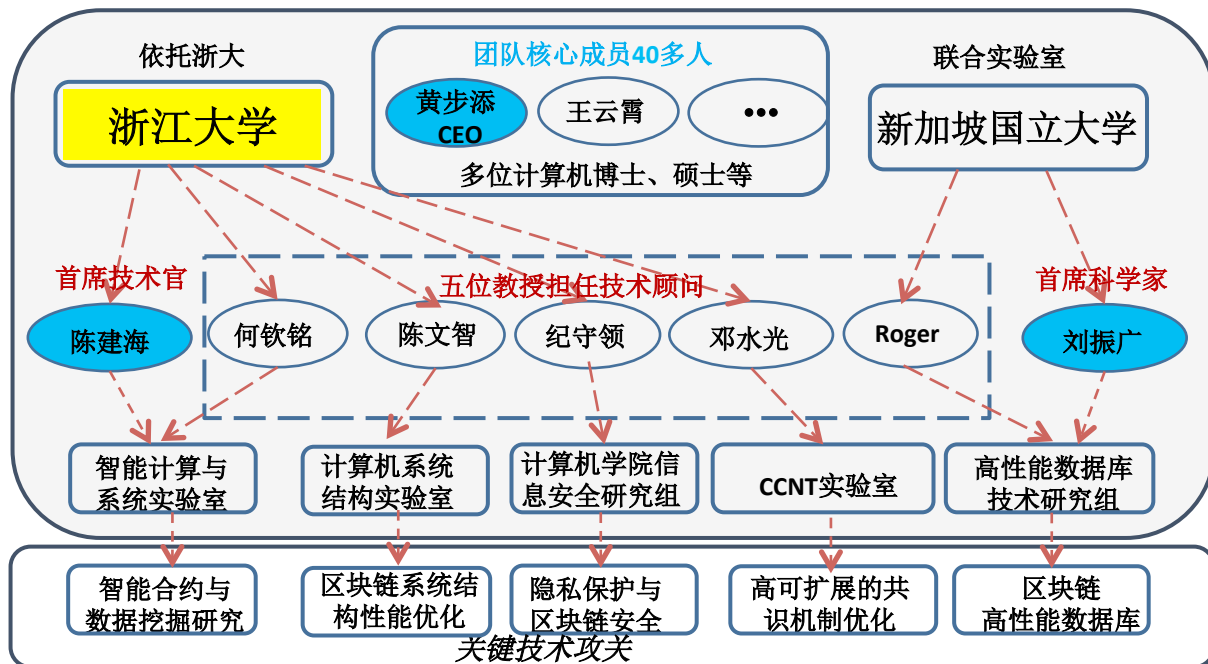 依托浙大
浙江大学
团队核心成员40多人
黄步添
CEO
王云霄
•••
多位计算机博士、硕士等
联合实验室
新加坡国立大学
首席技术官
五位教授担任技术顾问
首席科学家
陈建海
何钦铭
陈文智
纪守领
邓水光
Roger
刘振广
智能计算与
系统实验室
计算机系统
结构实验室
计算机学院信
息安全研究组
CCNT实验室
高性能数据库
技术研究组
智能合约与
数据挖掘研究
区块链系统结
构性能优化
隐私保护与
区块链安全
高可扩展的共
识机制优化
区块链
高性能数据库
关键技术攻关